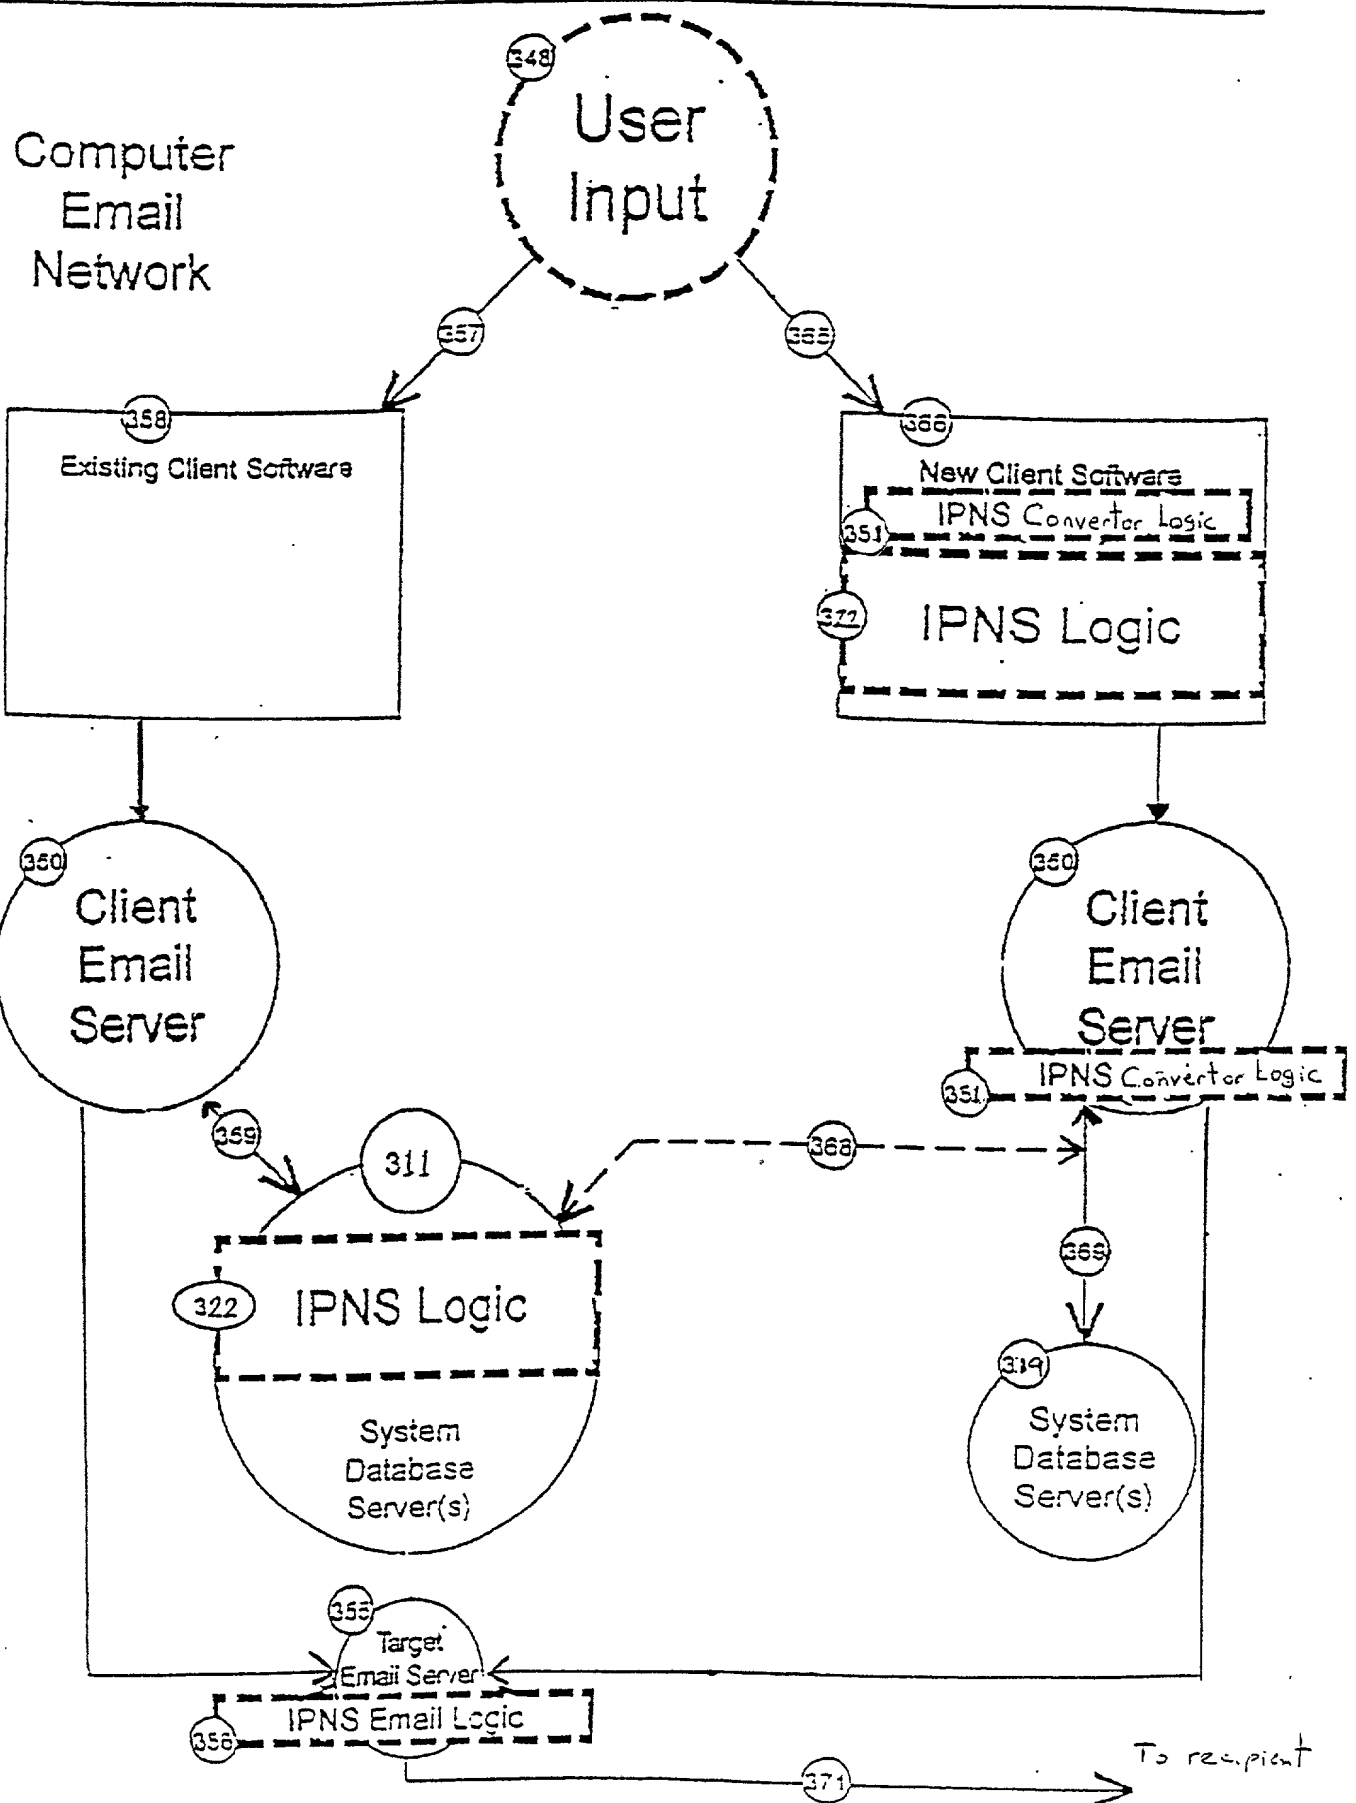 348
User
Input
Computer
Email
Network
357
365
358
Existing Client Software
366
New Client Software
IPNS Convertor Logic
351
322
IPNS Logic
350
Client
Email
Server
350
Client
Email
Server
IPNS Convertor Logic
351
359
311
368
322
IPNS Logic
369
System
Database
Server(s)
339
System
Database
Server(s)
355
Target
Email Server
IPNS Email Logic
356
371
To recipient